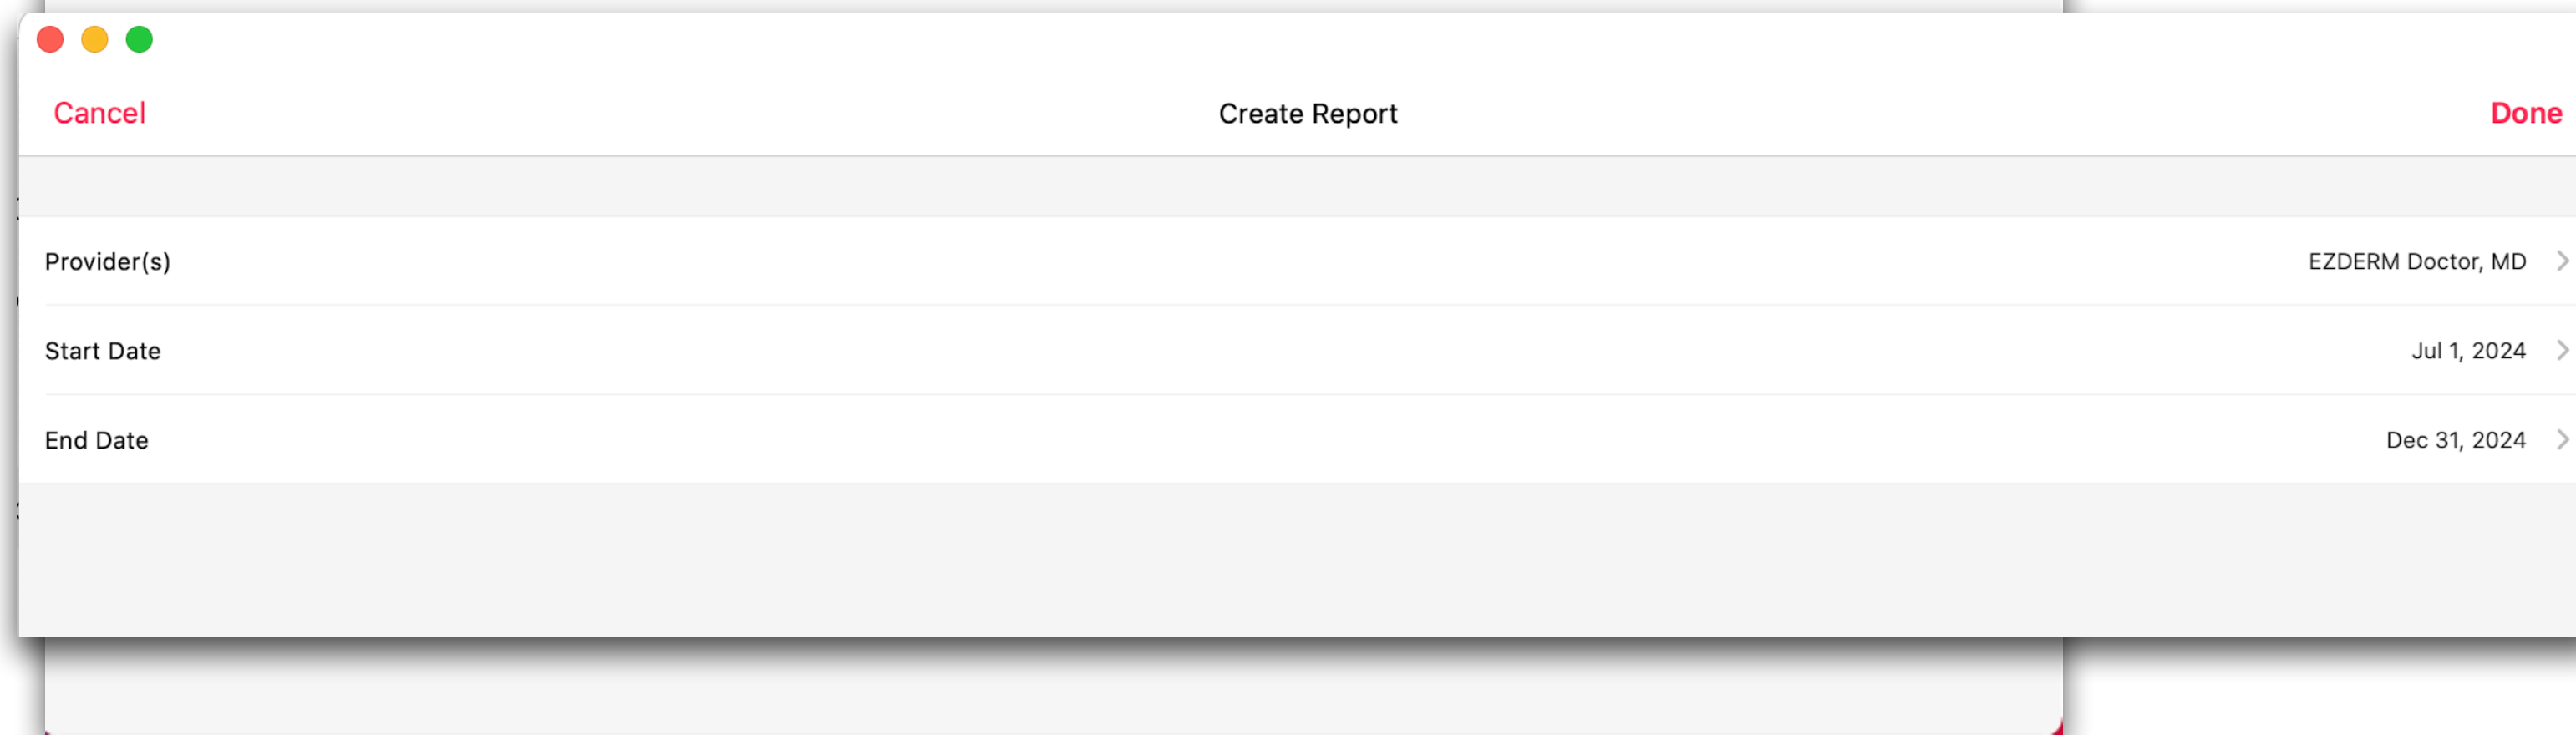 Cancel Create Report Done
Provider(s) EZDERM Doctor, MD
Start Date Jul 1, 2024
End Date Dec 31, 2024